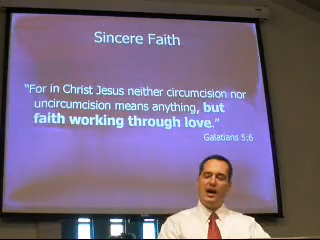 Sincere Faith
“For in Christ Jesus neither circumcision nor
uncircumcision means anything, but
faith working through love.”
Galatians 5:6